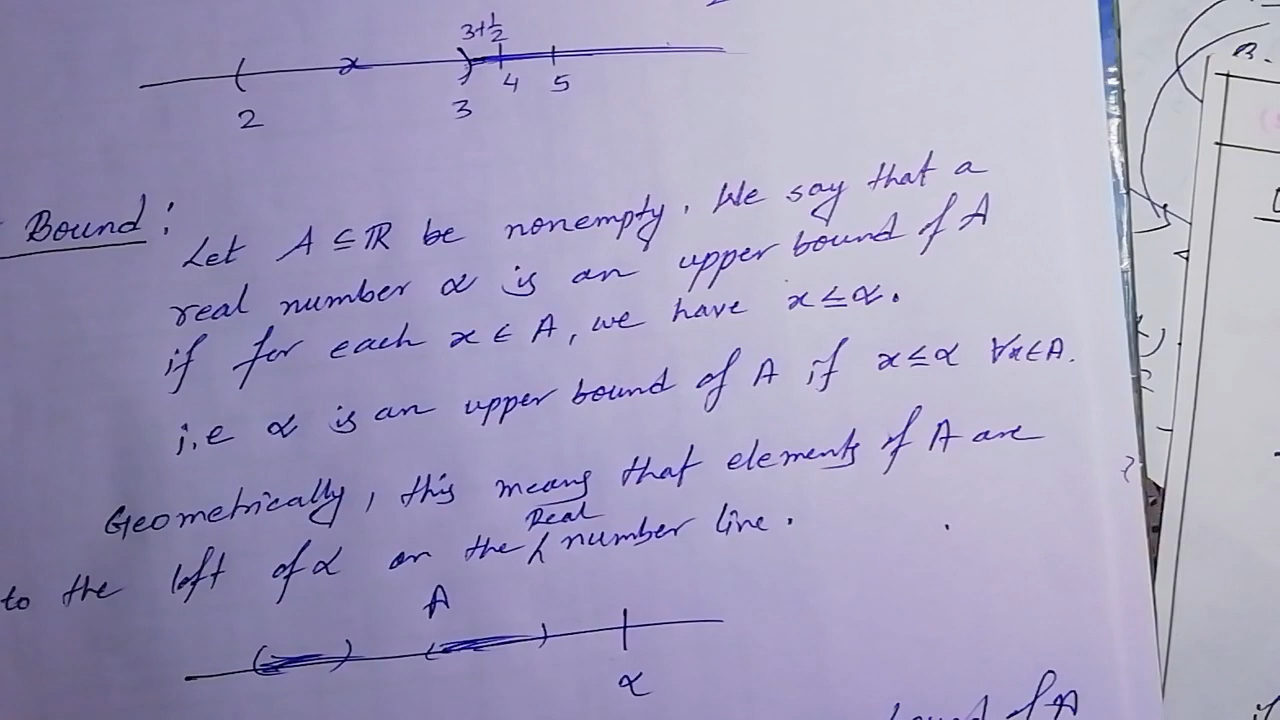 3+1/2
2 3 4 5
x
Bound :
Let A ⊆ ℝ be nonempty. We say that a
real number α is an upper bound of A
if for each x ∈ A, we have x ≤ α.
i.e α is an upper bound of A if x ≤ α ∀x∈A.
Geometrically, this means that elements of A are
Real
to the left of α on the number line.
A
α
bound of A